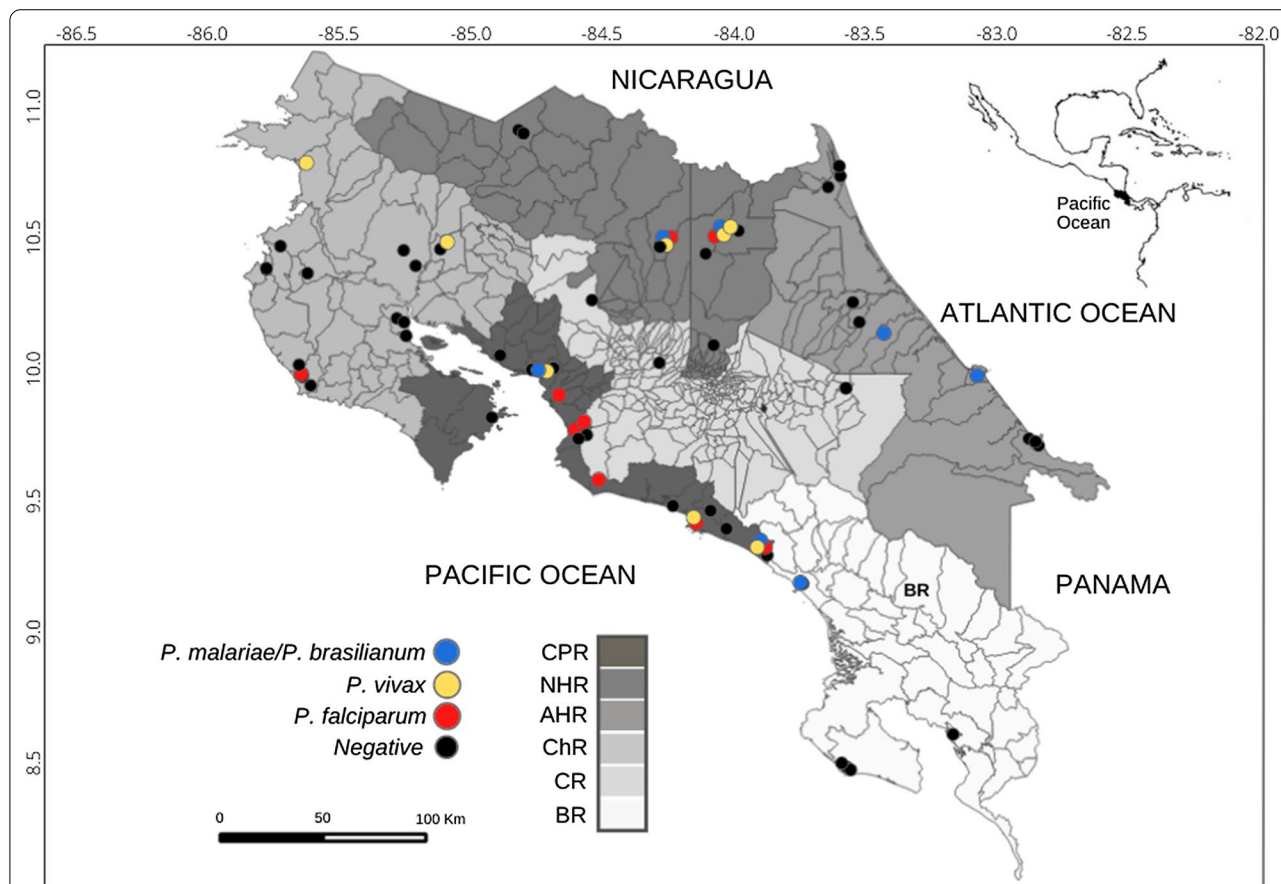 -86.5 -86.0 -85.5 -85.0 -84.5 -84.0 -83.5 -83.0 -82.5 -82.0
11.0
10.5
10.0
9.5
9.0
8.5
NICARAGUA
Pacific
Ocean
ATLANTIC OCEAN
PACIFIC OCEAN
PANAMA
BR
P. malariae/P. brasilianum
P. vivax
P. falciparum
Negative
CPR
NHR
AHR
ChR
CR
BR
0 50 100 Km